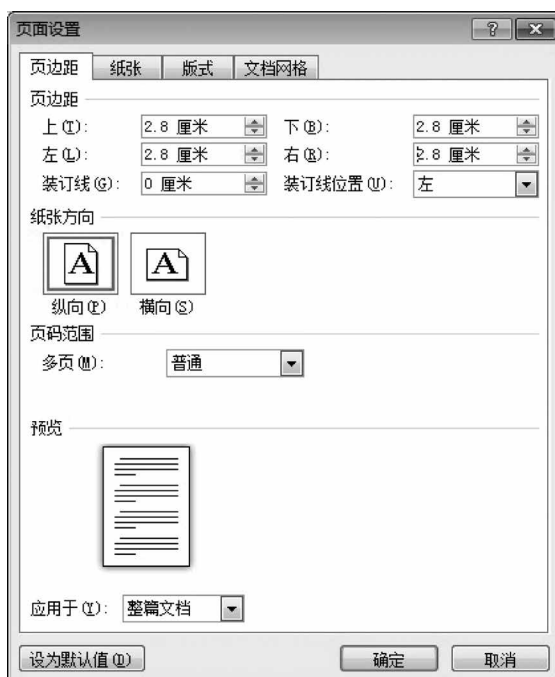 页面设置
页边距 纸张 版式 文档网格
页边距
上(T): 2.8 厘米 下(B): 2.8 厘米
左(L): 2.8 厘米 右(R): 2.8 厘米
装订线(G): 0 厘米 装订线位置(U): 左
纸张方向
A A
纵向(P) 横向(S)
页码范围
多页(M): 普通
预览
应用于(Y): 整篇文档
设为默认值(D) 确定 取消